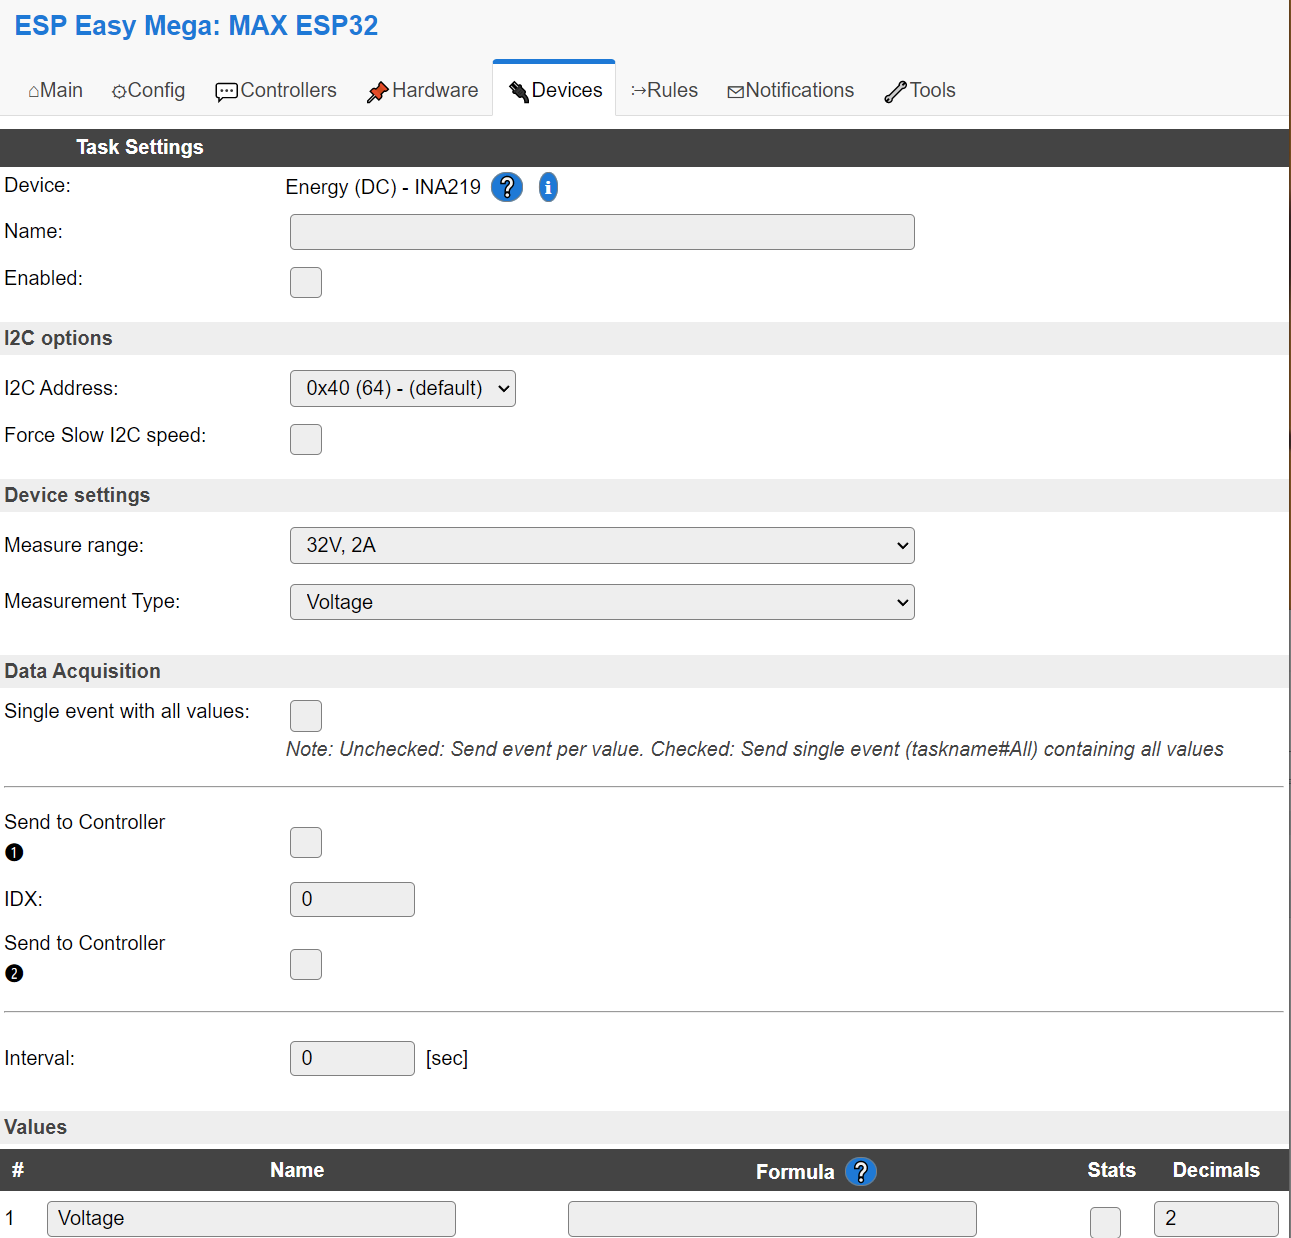 ESP Easy Mega: MAX ESP32
Main Config Controllers Hardware Devices Rules Notifications Tools
Task Settings
Device: Energy (DC) - INA219 ? i
Name:
Enabled:
I2C options
I2C Address: 0x40 (64) - (default)
Force Slow I2C speed:
Device settings
Measure range: 32V, 2A
Measurement Type: Voltage
Data Acquisition
Single event with all values:
Note: Unchecked: Send event per value. Checked: Send single event (taskname#All) containing all values
Send to Controller
❶
IDX: 0
Send to Controller
❷
Interval: 0 [sec]
Values
# Name Formula ? Stats Decimals
1 Voltage 2